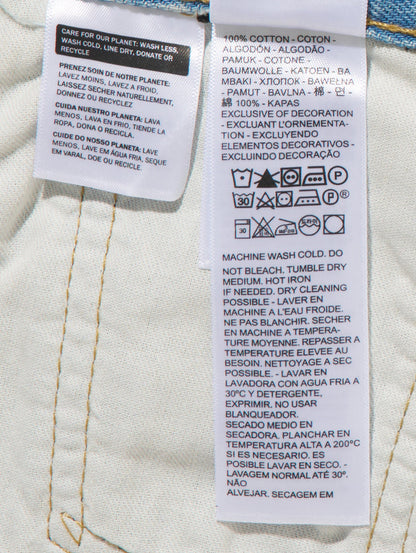 CARE FOR OUR PLANET: WASH LESS,
WASH COLD, LINE DRY, DONATE OR
RECYCLE
PRENEZ SOIN DE NOTRE PLANETE:
LAVEZ MOINS, LAVEZ A FROID,
LAISSEZ SECHER NATURELLEMENT,
DONNEZ OU RECYCLEZ
CUIDA NUESTRO PLANETA: LAVA
MENOS, LAVA EN FRIO, TIENDE LA
ROPA, DONA O RECICLA.
CUIDE DO NOSSO PLANETA: LAVE
MENOS, LAVE EM ÁGUA FRIA, SEQUE
EM VARAL, DOE OU RECICLE
100% COTTON - COTON -
ALGODÓN - ALGODÃO -
PAMUK - COTONE -
BAUMWOLLE - KATOEN - BA
MBAKI - ХЛОПОК - BAWEŁNA
- PAMUT - BAVLNA - 棉 - 면 -
綿 100% - KAPAS
EXCLUSIVE OF DECORATION
- EXCLUANT L'ORNEMENTA-
TION - EXCLUYENDO
ELEMENTOS DECORATIVOS -
EXCLUINDO DECORAÇÃO
P
30 P
30
MACHINE WASH COLD. DO
NOT BLEACH. TUMBLE DRY
MEDIUM. HOT IRON
IF NEEDED. DRY CLEANING
POSSIBLE - LAVER EN
MACHINE A L'EAU FROIDE.
NE PAS BLANCHIR. SECHER
EN MACHINE A TEMPERA-
TURE MOYENNE. REPASSER A
TEMPERATURE ELEVEE AU
BESOIN. NETTOYAGE A SEC
POSSIBLE. - LAVAR EN
LAVADORA CON AGUA FRIA A
30ºC Y DETERGENTE,
EXPRIMIR. NO USAR
BLANQUEADOR.
SECADO MEDIO EN
SECADORA. PLANCHAR EN
TEMPERATURA ALTA A 200°C
SI ES NECESARIO. ES
POSIBLE LAVAR EN SECO. -
LAVAGEM NORMAL ATÉ 30º.
NÃO
ALVEJAR. SECAGEM EM